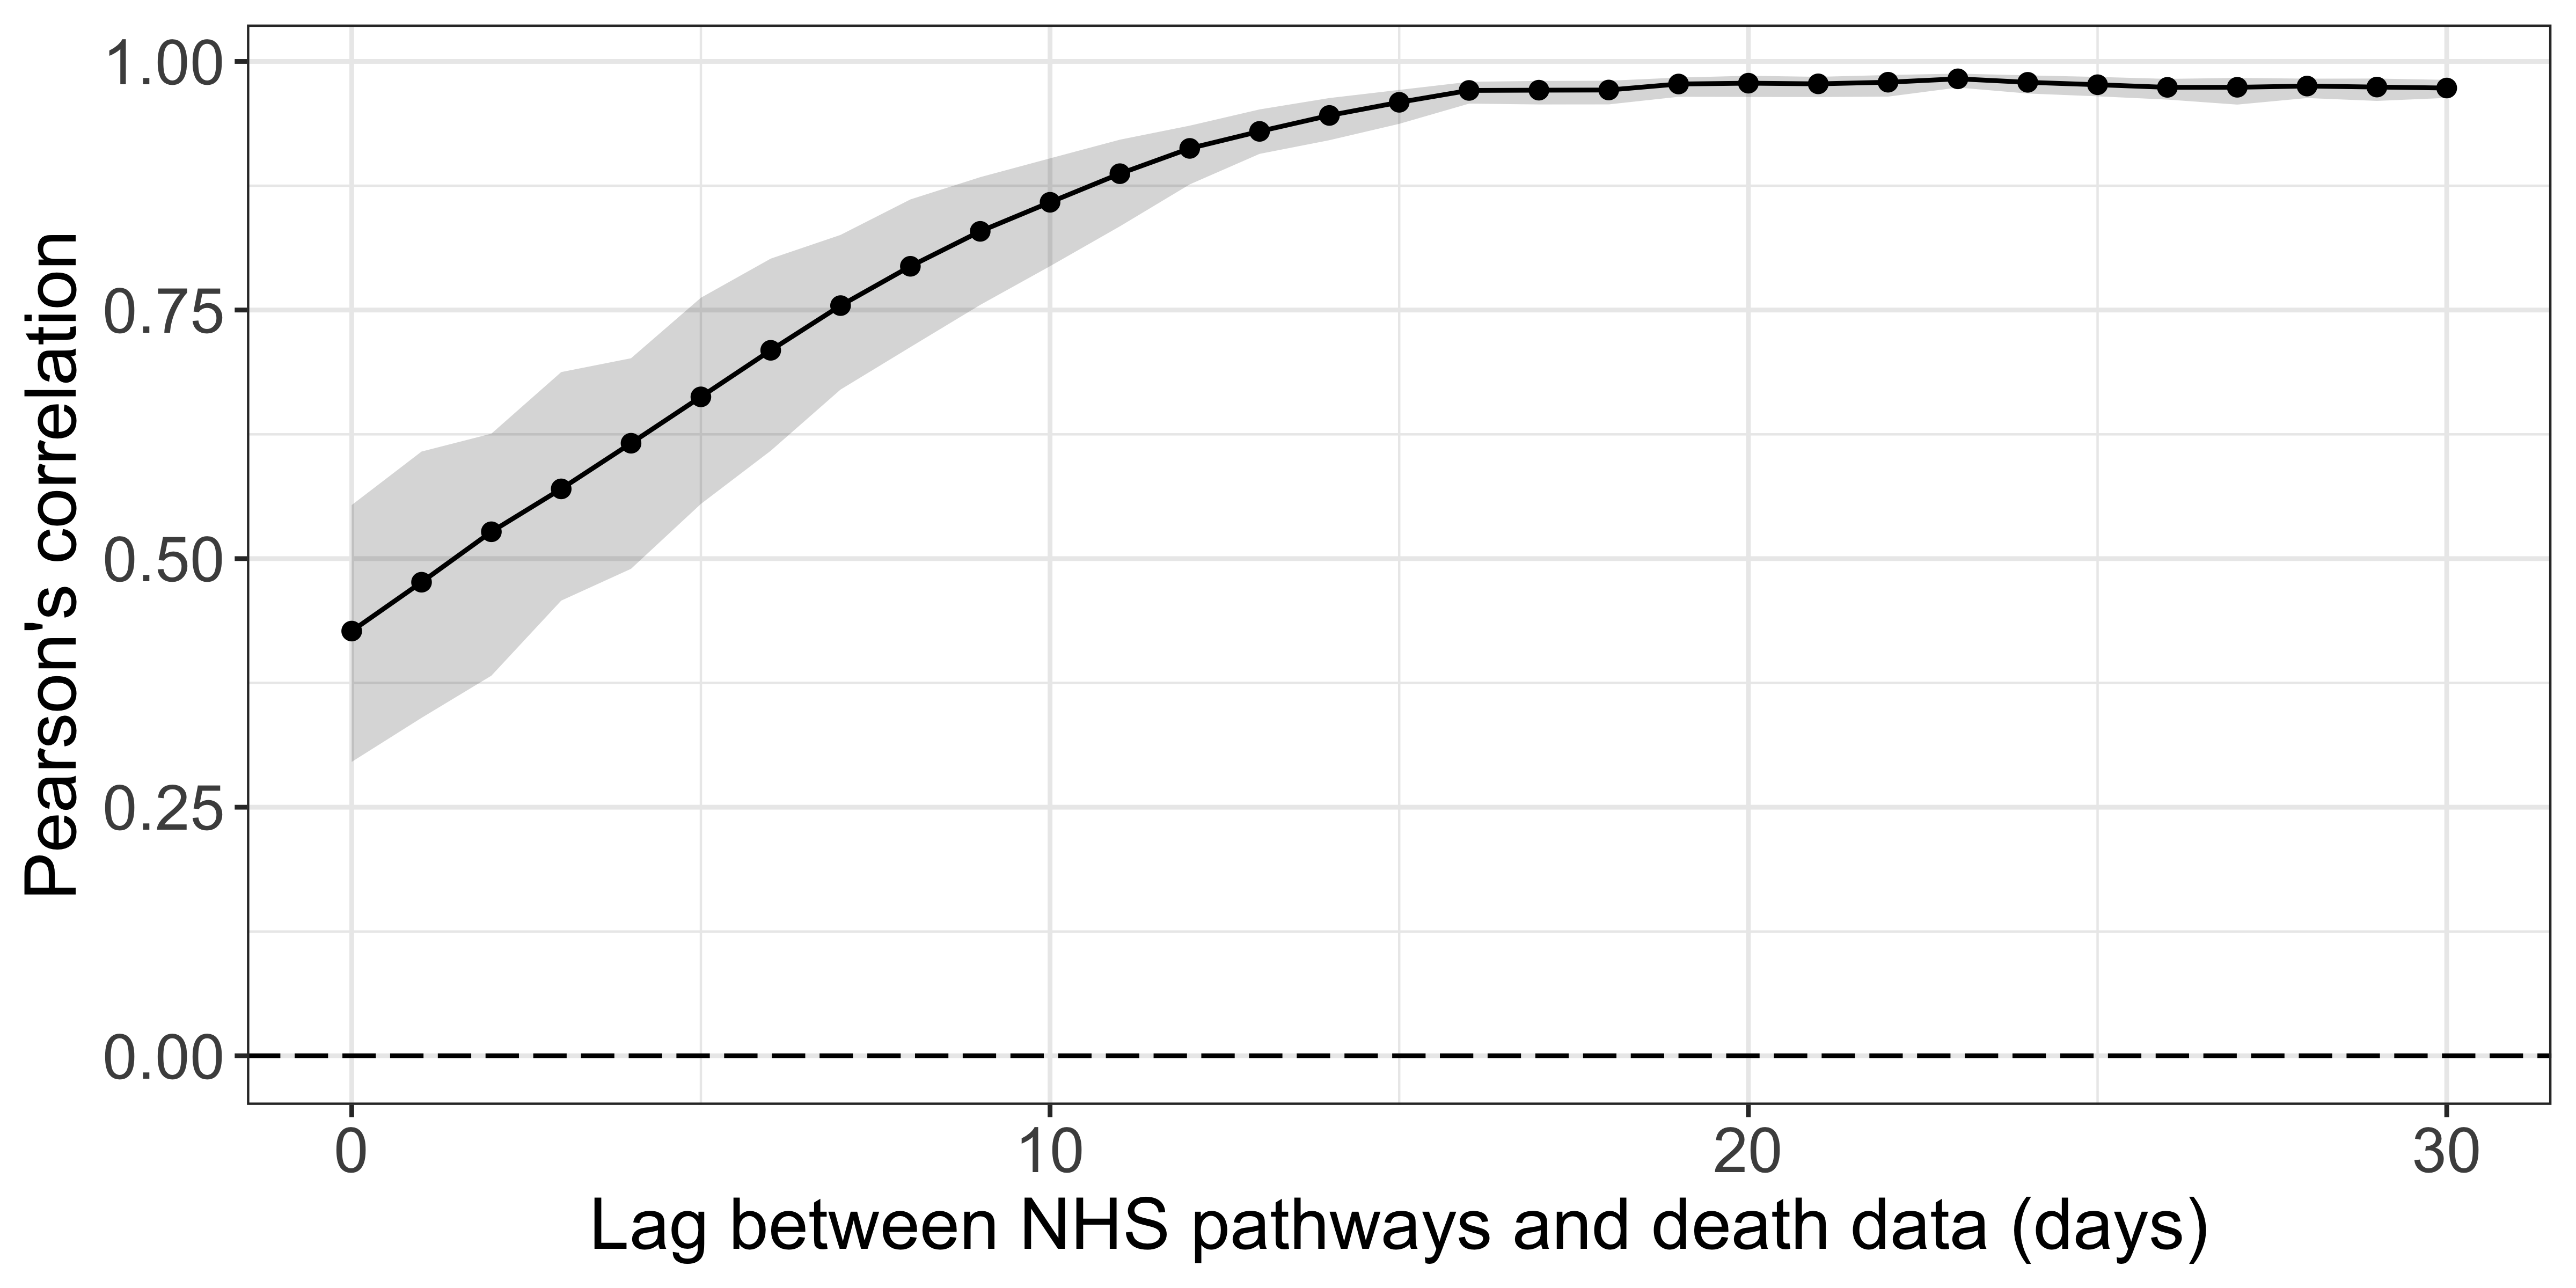 Pearson's correlation
1.00
0.75
0.50
0.25
0.00
0 10 20 30
Lag between NHS pathways and death data (days)